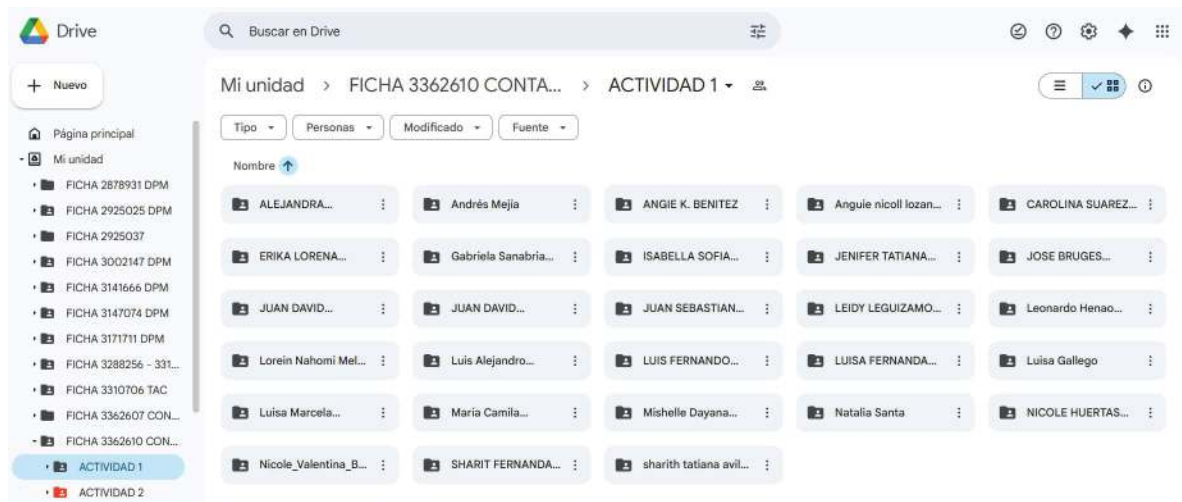 Drive
Buscar en Drive
Nuevo
Mi unidad > FICHA 3362610 CONTA... > ACTIVIDAD 1
Tipo Personas Modificado Fuente
Página principal
Mi unidad
FICHA 2878931 DPM
FICHA 2925025 DPM
FICHA 2925037
FICHA 3002147 DPM
FICHA 3141666 DPM
FICHA 3147074 DPM
FICHA 3171711 DPM
FICHA 3288256 - 331...
FICHA 3310706 TAC
FICHA 3362607 CON...
FICHA 3362610 CON...
ACTIVIDAD 1
ACTIVIDAD 2
Nombre
ALEJANDRA... Andrés Mejía ANGIE K. BENITEZ Anguie nicoll lozan... CAROLINA SUAREZ...
ERIKA LORENA... Gabriela Sanabria... ISABELLA SOFIA... JENIFER TATIANA... JOSE BRUGES...
JUAN DAVID... JUAN DAVID... JUAN SEBASTIAN... LEIDY LEGUIZAMO... Leonardo Henao...
Lorein Nahomi Mel... Luis Alejandro... LUIS FERNANDO... LUISA FERNANDA... Luisa Gallego
Luisa Marcela... Maria Camila... Mishelle Dayana... Natalia Santa NICOLE HUERTAS...
Nicole_Valentina_B... SHARIT FERNANDA... sharith tatiana avil...